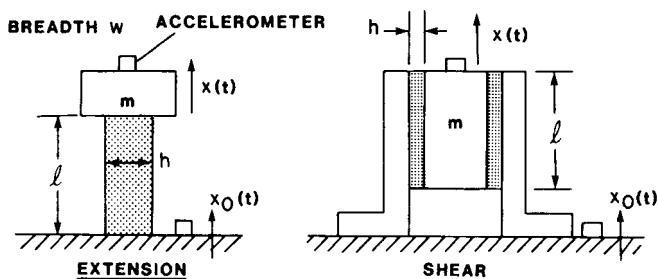 BREADTH W
ACCELEROMETER
m
x(t)
ℓ
h
x₀(t)
EXTENSION
h
x(t)
m
ℓ
x₀(t)
SHEAR